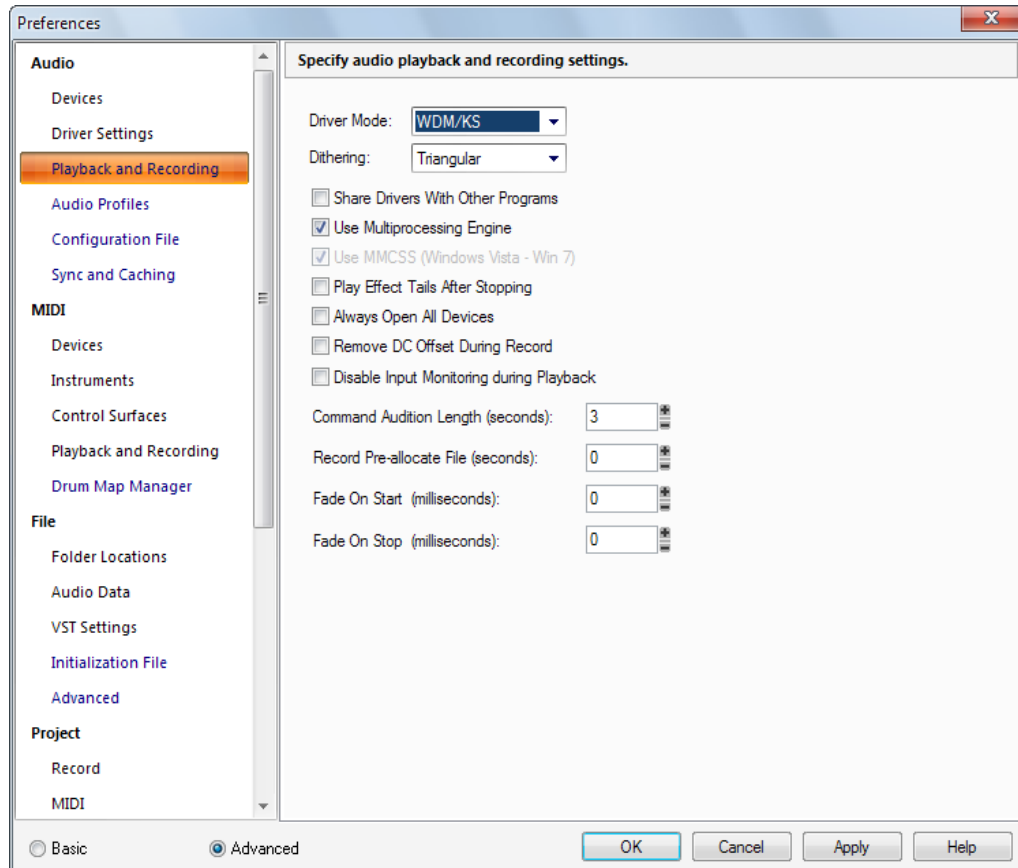 Preferences
Audio
Devices
Driver Settings
Playback and Recording
Audio Profiles
Configuration File
Sync and Caching
MIDI
Devices
Instruments
Control Surfaces
Playback and Recording
Drum Map Manager
File
Folder Locations
Audio Data
VST Settings
Initialization File
Advanced
Project
Record
MIDI
Specify audio playback and recording settings.
Driver Mode: WDM/KS
Dithering: Triangular
Share Drivers With Other Programs
Use Multiprocessing Engine
Use MMCSS (Windows Vista - Win 7)
Play Effect Tails After Stopping
Always Open All Devices
Remove DC Offset During Record
Disable Input Monitoring during Playback
Command Audition Length (seconds): 3
Record Pre-allocate File (seconds): 0
Fade On Start (milliseconds): 0
Fade On Stop (milliseconds): 0
Basic Advanced OK Cancel Apply Help